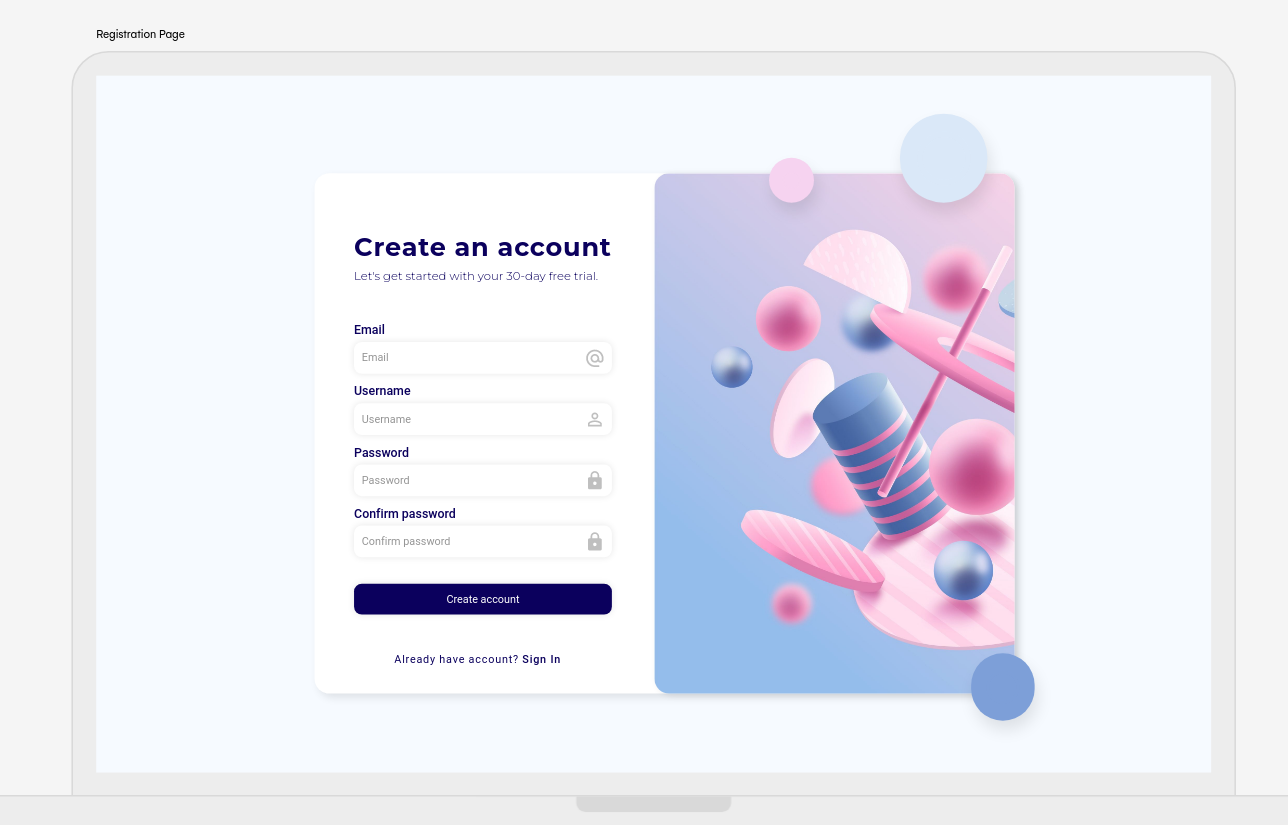 Registration Page
Create an account
Let's get started with your 30-day free trial.
Email
Email
Username
Username
Password
Password
Confirm password
Confirm password
Create account
Already have account? Sign In